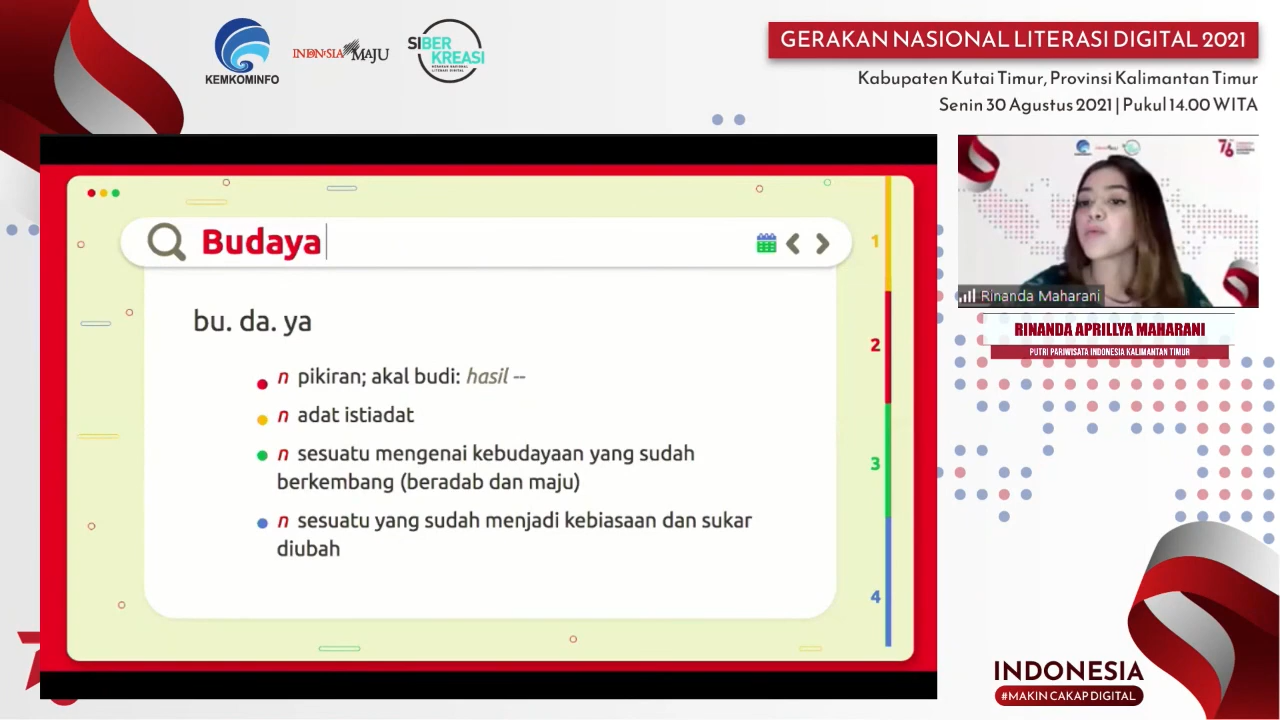 KEMKOMINFO
INDONESIA MAJU
SIBER
KREASI
GERAKAN NASIONAL LITERASI DIGITAL 2021
Kabupaten Kutai Timur, Provinsi Kalimantan Timur
Senin 30 Agustus 2021 | Pukul 14.00 WITA
Budaya
bu. da. ya
n pikiran; akal budi: hasil --
n adat istiadat
n sesuatu mengenai kebudayaan yang sudah
berkembang (beradab dan maju)
n sesuatu yang sudah menjadi kebiasaan dan sukar
diubah
1
2
3
4
76
Rinanda Maharani
RINANDA APRILLYA MAHARANI
PUTRI PARIWISATA INDONESIA KALIMANTAN TIMUR
INDONESIA
#MAKIN CAKAP DIGITAL